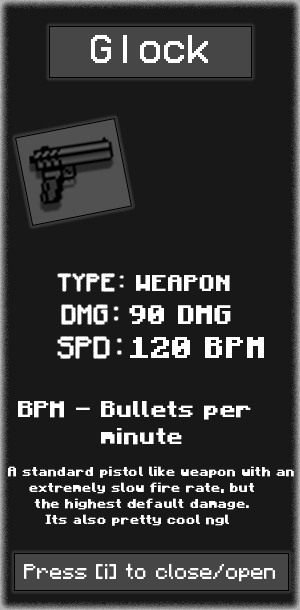 Glock
TYPE: WEAPON
DMG: 90 DMG
SPD: 120 BPM
BPM - Bullets per
minute
A standard pistol like weapon with an
extremely slow fire rate, but
the highest default damage.
Its also pretty cool ngl
Press [i] to close/open